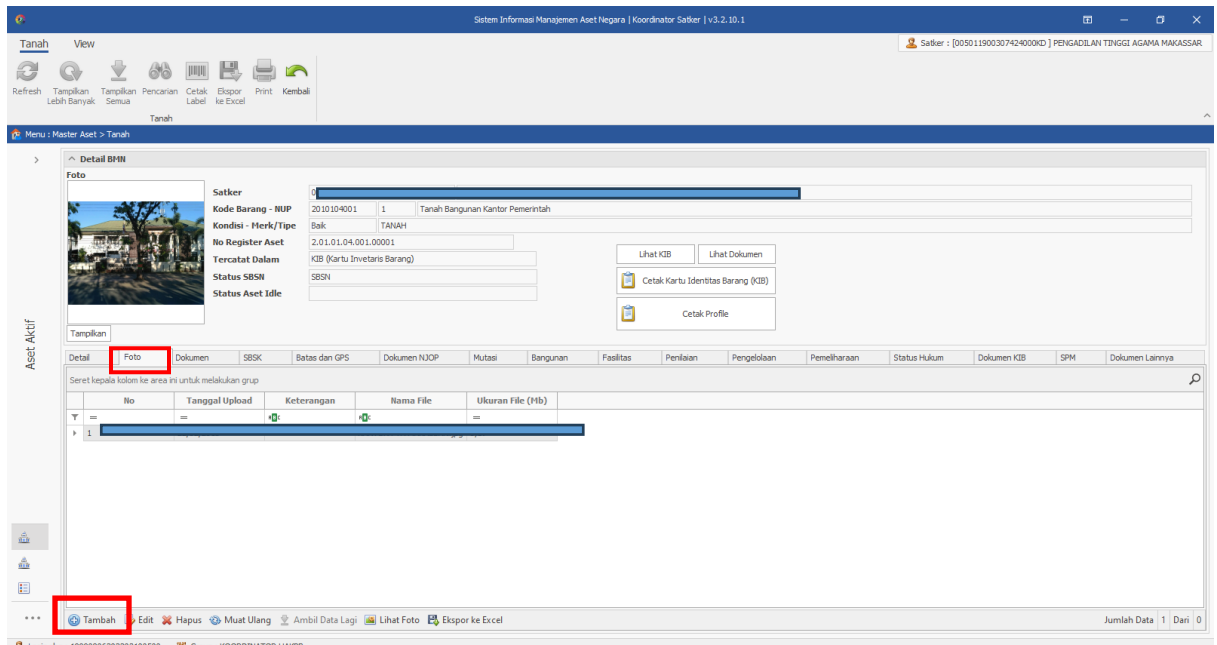 Sistem Informasi Manajemen Aset Negara | Koordinator Satker | v3.2.10.1
Tanah View
Satker : [005011900307424000KD ] PENGADILAN TINGGI AGAMA MAKASSAR
Refresh Tampilkan Lebih Banyak Tampilkan Semua Pencarian Cetak Label Ekspor ke Excel Print Kembali
Tanah
Menu : Master Aset > Tanah
Detail BMN
Foto
Satker
Kode Barang - NUP 2010104001 1 Tanah Bangunan Kantor Pemerintah
Kondisi - Merk/Tipe Baik TANAH
No Register Aset 2.01.01.04.001.00001
Tercatat Dalam KIB (Kartu Invetaris Barang)
Status SBSN SBSN
Status Aset Idle
Lihat KIB Lihat Dokumen
Cetak Kartu Identitas Barang (KIB)
Cetak Profile
Tampilkan
Aset Aktif
Detail Foto Dokumen SBSK Batas dan GPS Dokumen NJOP Mutasi Bangunan Fasilitas Penilaian Pengelolaan Pemeliharaan Status Hukum Dokumen KIB SPM Dokumen Lainnya
Seret kepala kolom ke area ini untuk melakukan grup
No Tanggal Upload Keterangan Nama File Ukuran File (Mb)
= = =
1
Tambah Edit Hapus Muat Ulang Ambil Data Lagi Lihat Foto Ekspor ke Excel
Jumlah Data 1 Dari 0